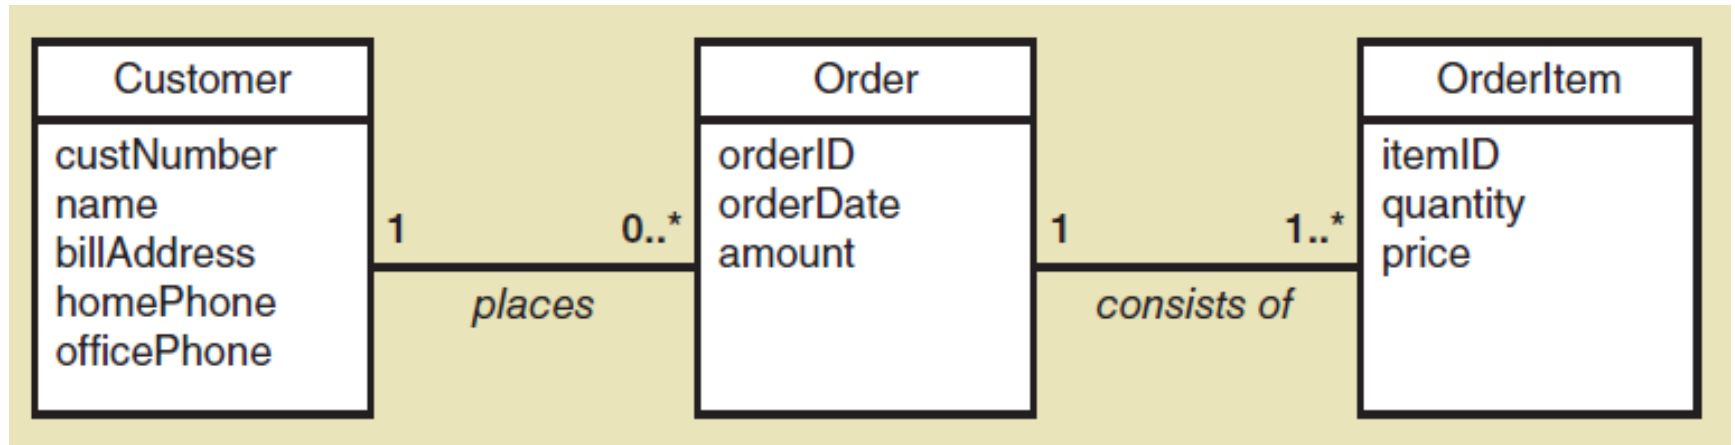 Customer
custNumber
name
billAddress
homePhone
officePhone
1
0..*
places
Order
orderID
orderDate
amount
1
1..*
consists of
OrderItem
itemID
quantity
price